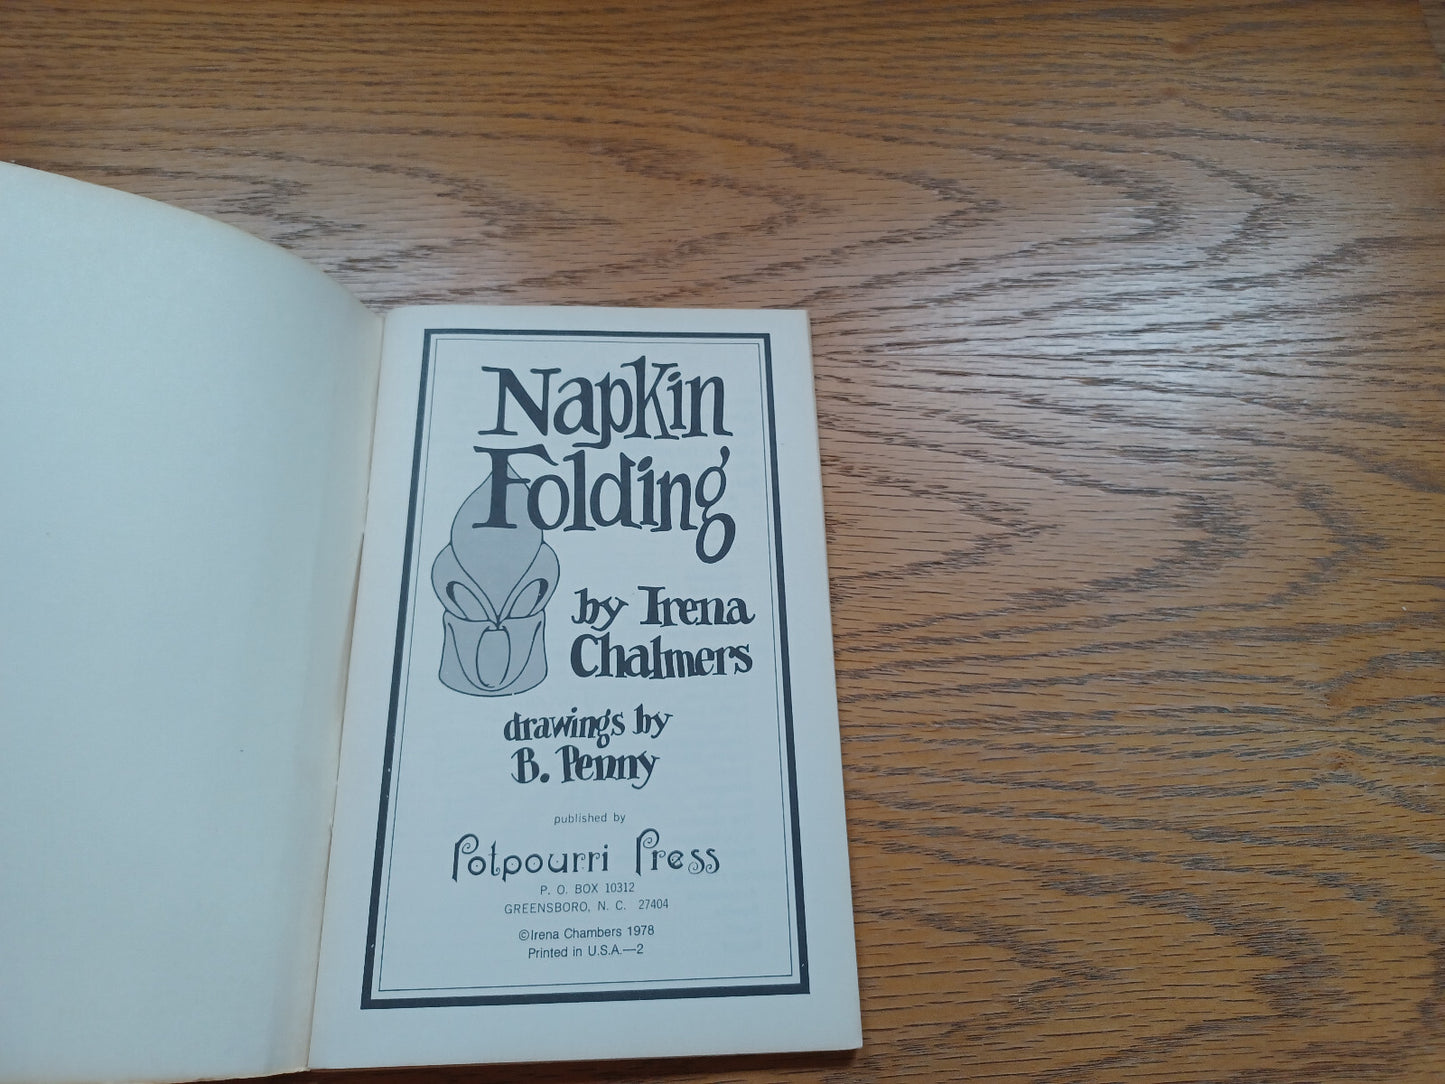 Napkin
Folding
by Irena
Chalmers
drawings by
B. Penny
published by
Potpourri Press
P. O. BOX 10312
GREENSBORO, N. C. 27404
©Irena Chambers 1978
Printed in U.S.A.—2